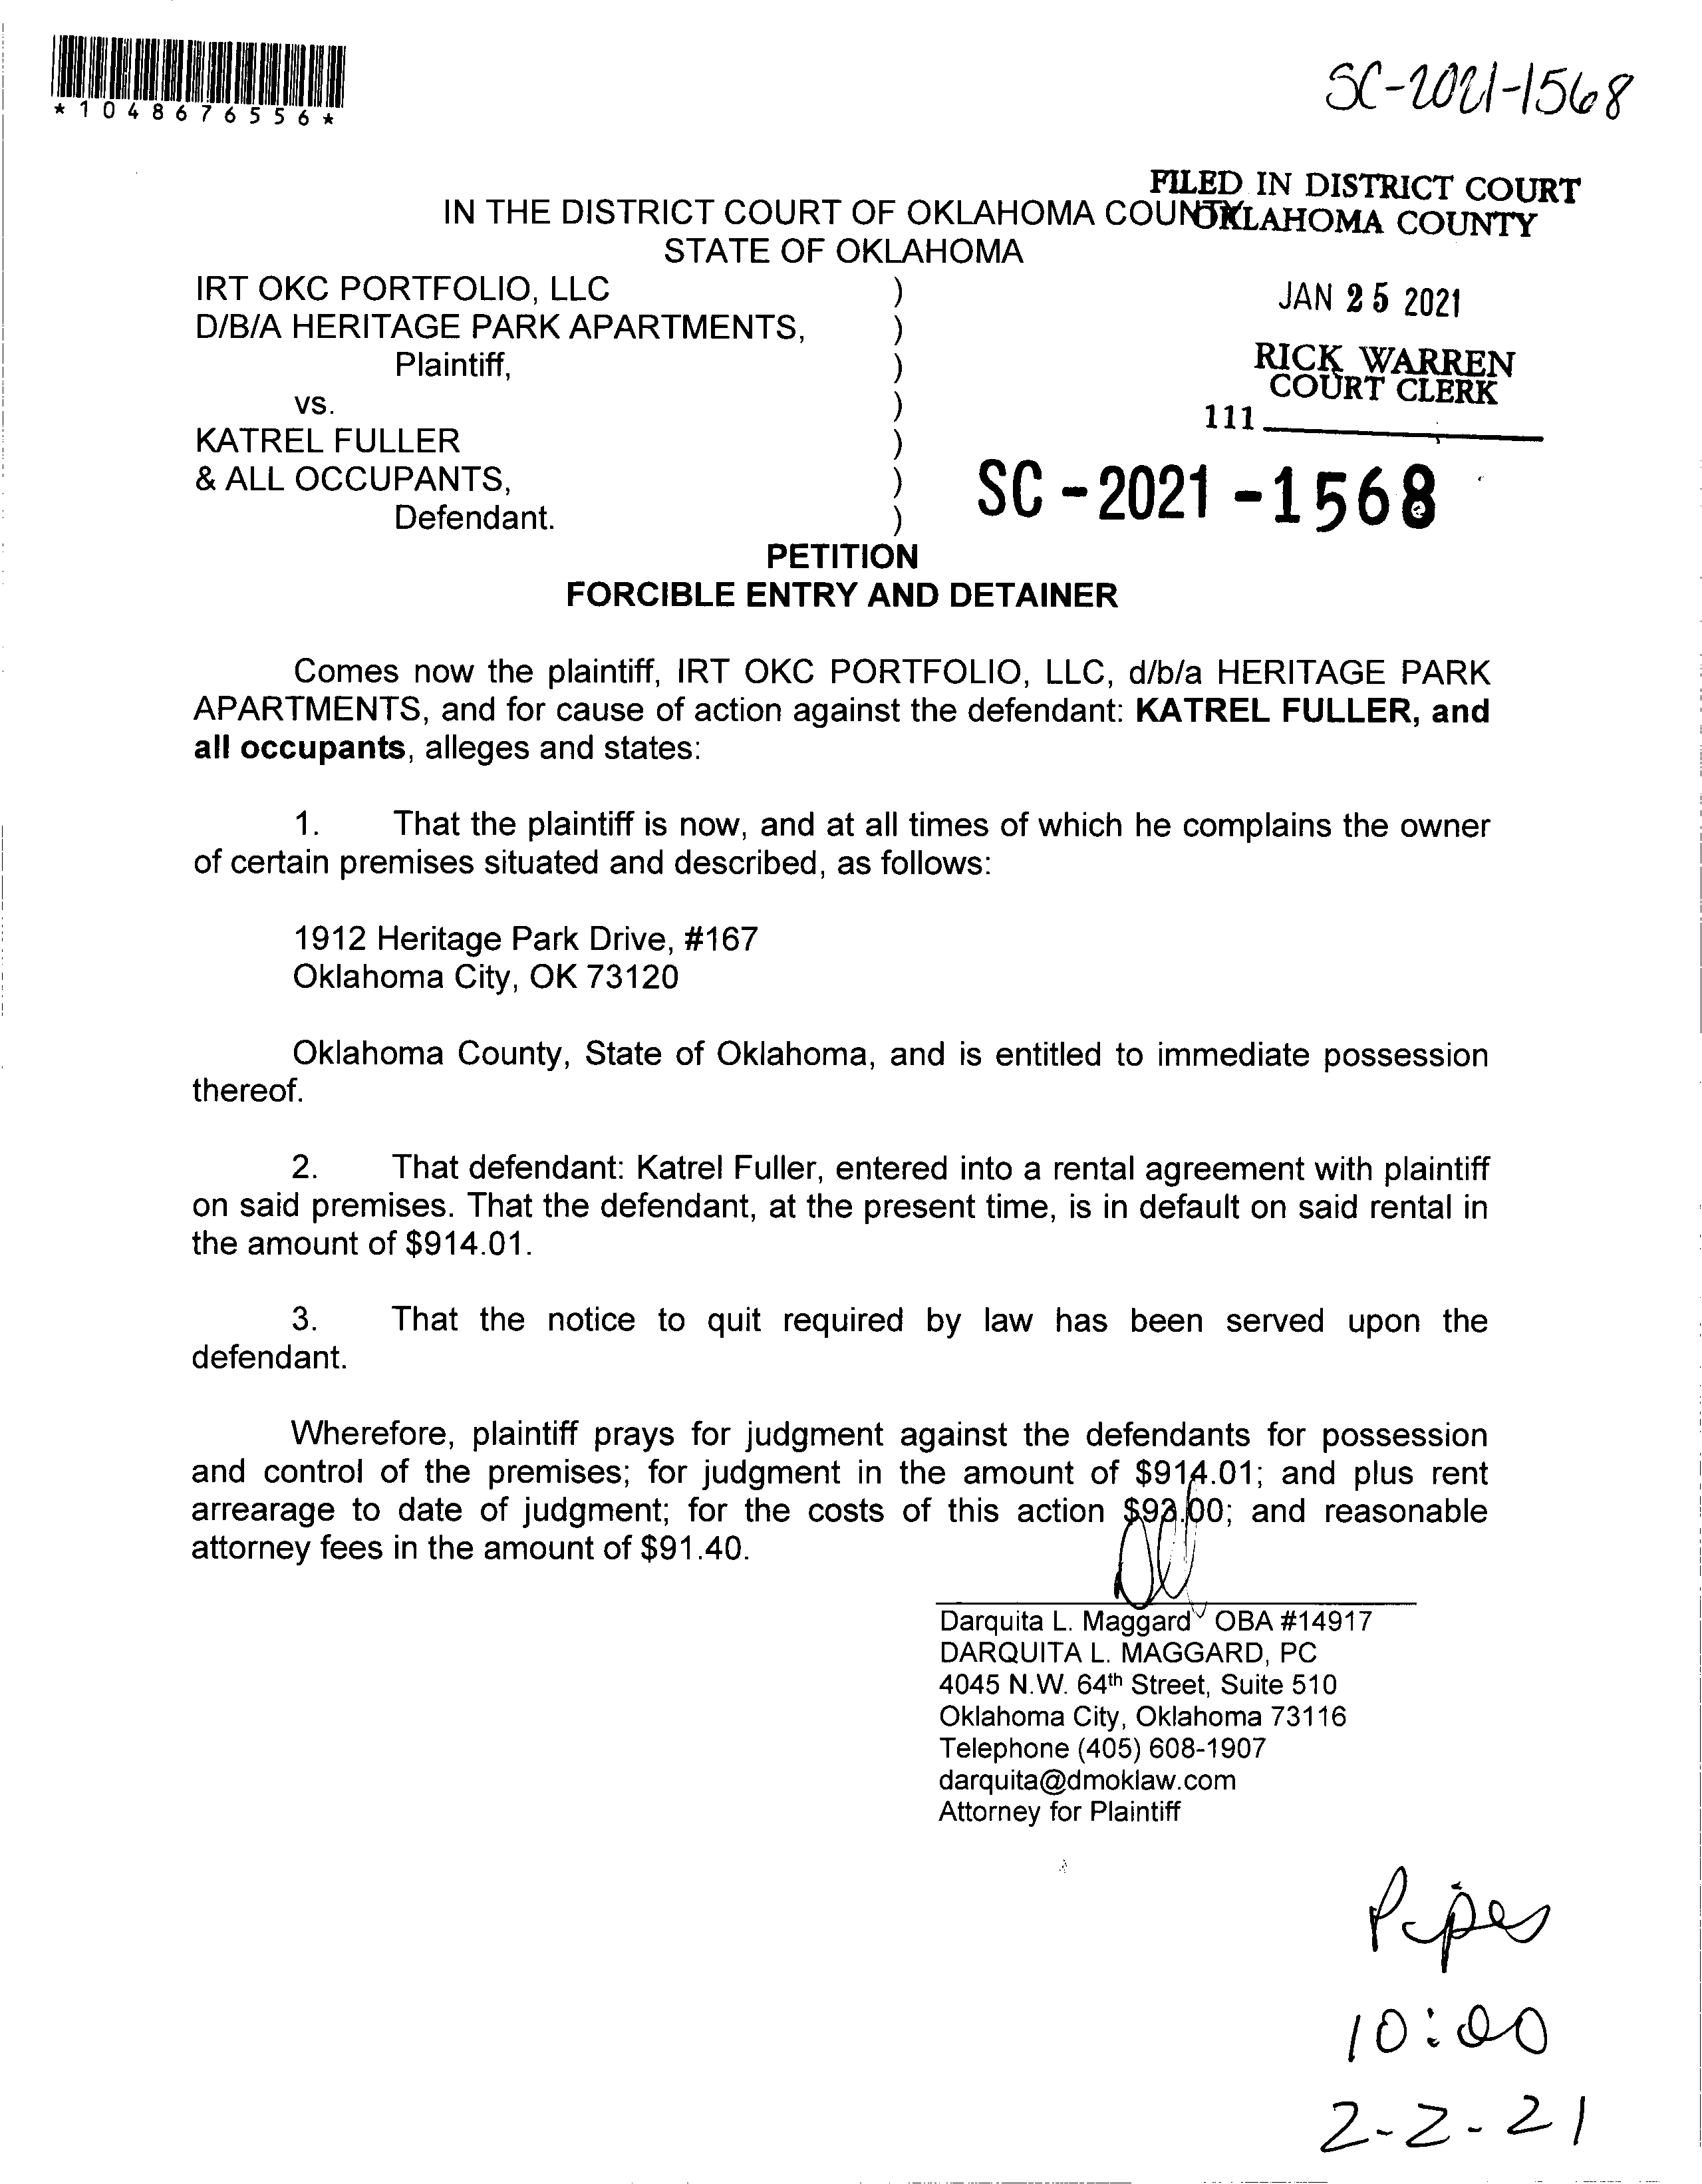 *1048676556*
SC-2021-1568
FILED IN DISTRICT COURT
OKLAHOMA COUNTY
IN THE DISTRICT COURT OF OKLAHOMA COUNTY
STATE OF OKLAHOMA
IRT OKC PORTFOLIO, LLC )
D/B/A HERITAGE PARK APARTMENTS, )
Plaintiff, )
vs. )
KATREL FULLER )
& ALL OCCUPANTS, )
Defendant. )
JAN 25 2021
RICK WARREN
COURT CLERK
111
SC-2021-1568
PETITION
FORCIBLE ENTRY AND DETAINER
Comes now the plaintiff, IRT OKC PORTFOLIO, LLC, d/b/a HERITAGE PARK
APARTMENTS, and for cause of action against the defendant: KATREL FULLER, and
all occupants, alleges and states:
1. That the plaintiff is now, and at all times of which he complains the owner
of certain premises situated and described, as follows:
1912 Heritage Park Drive, #167
Oklahoma City, OK 73120
Oklahoma County, State of Oklahoma, and is entitled to immediate possession
thereof.
2. That defendant: Katrel Fuller, entered into a rental agreement with plaintiff
on said premises. That the defendant, at the present time, is in default on said rental in
the amount of $914.01.
3. That the notice to quit required by law has been served upon the
defendant.
Wherefore, plaintiff prays for judgment against the defendants for possession
and control of the premises; for judgment in the amount of $914.01; and plus rent
arrearage to date of judgment; for the costs of this action and reasonable
attorney fees in the amount of $91.40.
Darquita L. Maggard OBA #14917
DARQUITA L. MAGGARD, PC
4045 N.W. 64th Street, Suite 510
Oklahoma City, Oklahoma 73116
Telephone (405) 608-1907
darquita@dmoklaw.com
Attorney for Plaintiff
Pipes
10:00
2-2-21